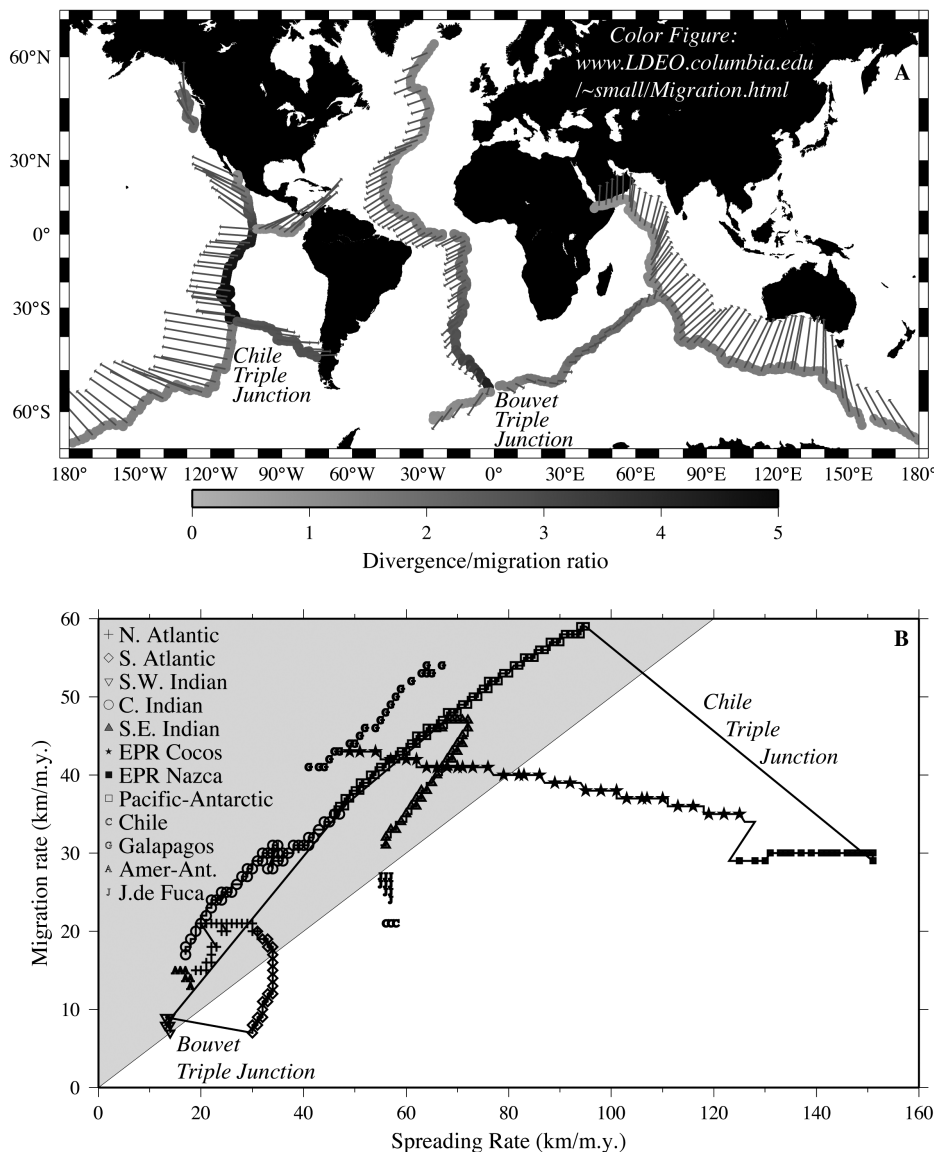 Color Figure:
www.LDEO.columbia.edu
/~small/Migration.html
A
60°N
30°N
0°
30°S
60°S
Chile
Triple
Junction
Bouvet
Triple
Junction
180° 150°W 120°W 90°W 60°W 30°W 0° 30°E 60°E 90°E 120°E 150°E 180°
0 1 2 3 4 5
Divergence/migration ratio
B
Migration rate (km/m.y.)
60
50
40
30
20
10
0
N. Atlantic
S. Atlantic
S.W. Indian
C. Indian
S.E. Indian
EPR Cocos
EPR Nazca
Pacific-Antarctic
Chile
Galapagos
Amer-Ant.
J.de Fuca
Chile
Triple
Junction
Bouvet
Triple Junction
0 20 40 60 80 100 120 140 160
Spreading Rate (km/m.y.)